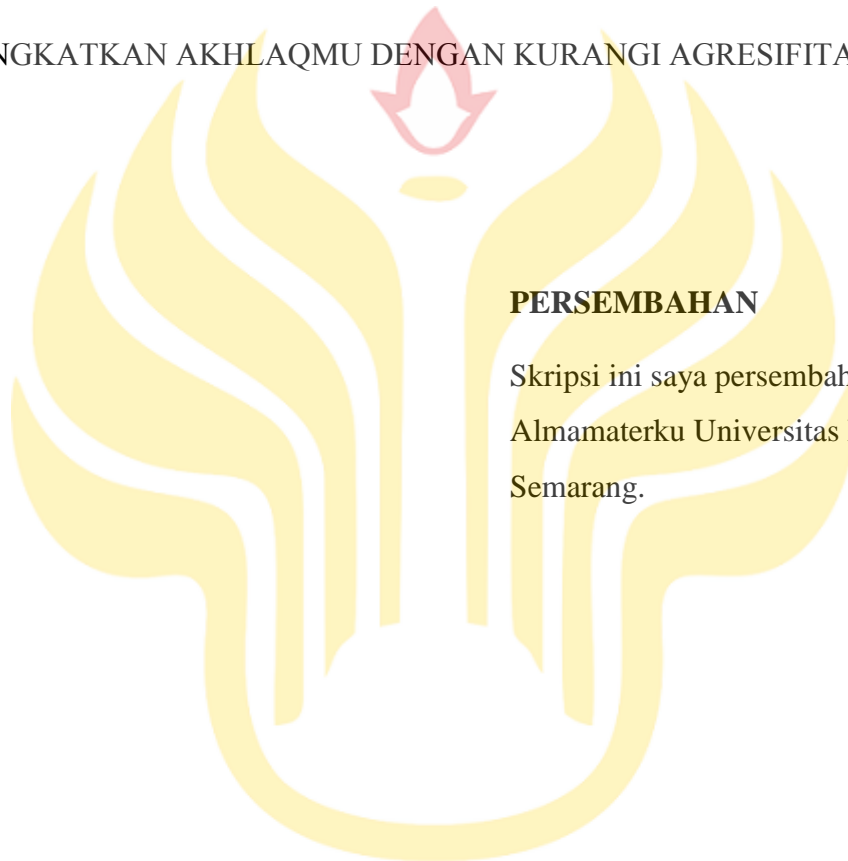 NGKATKAN AKHLAQMU DENGAN KURANGI AGRESIFITA
PERSEMBAHAN
Skripsi ini saya persembah
Almamaterku Universitas
Semarang.